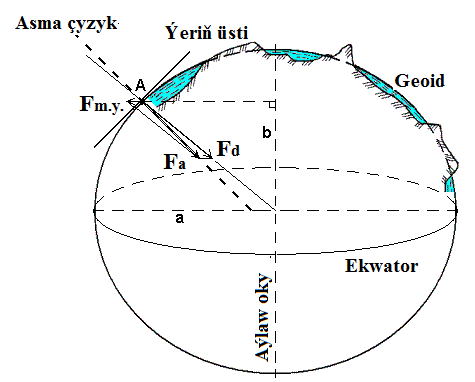 Asma çyzyk
Ýeriň üsti
Geoid
A
Fm.y.
b
Fd
Fa
a
Ekwator
Aýlaw oky